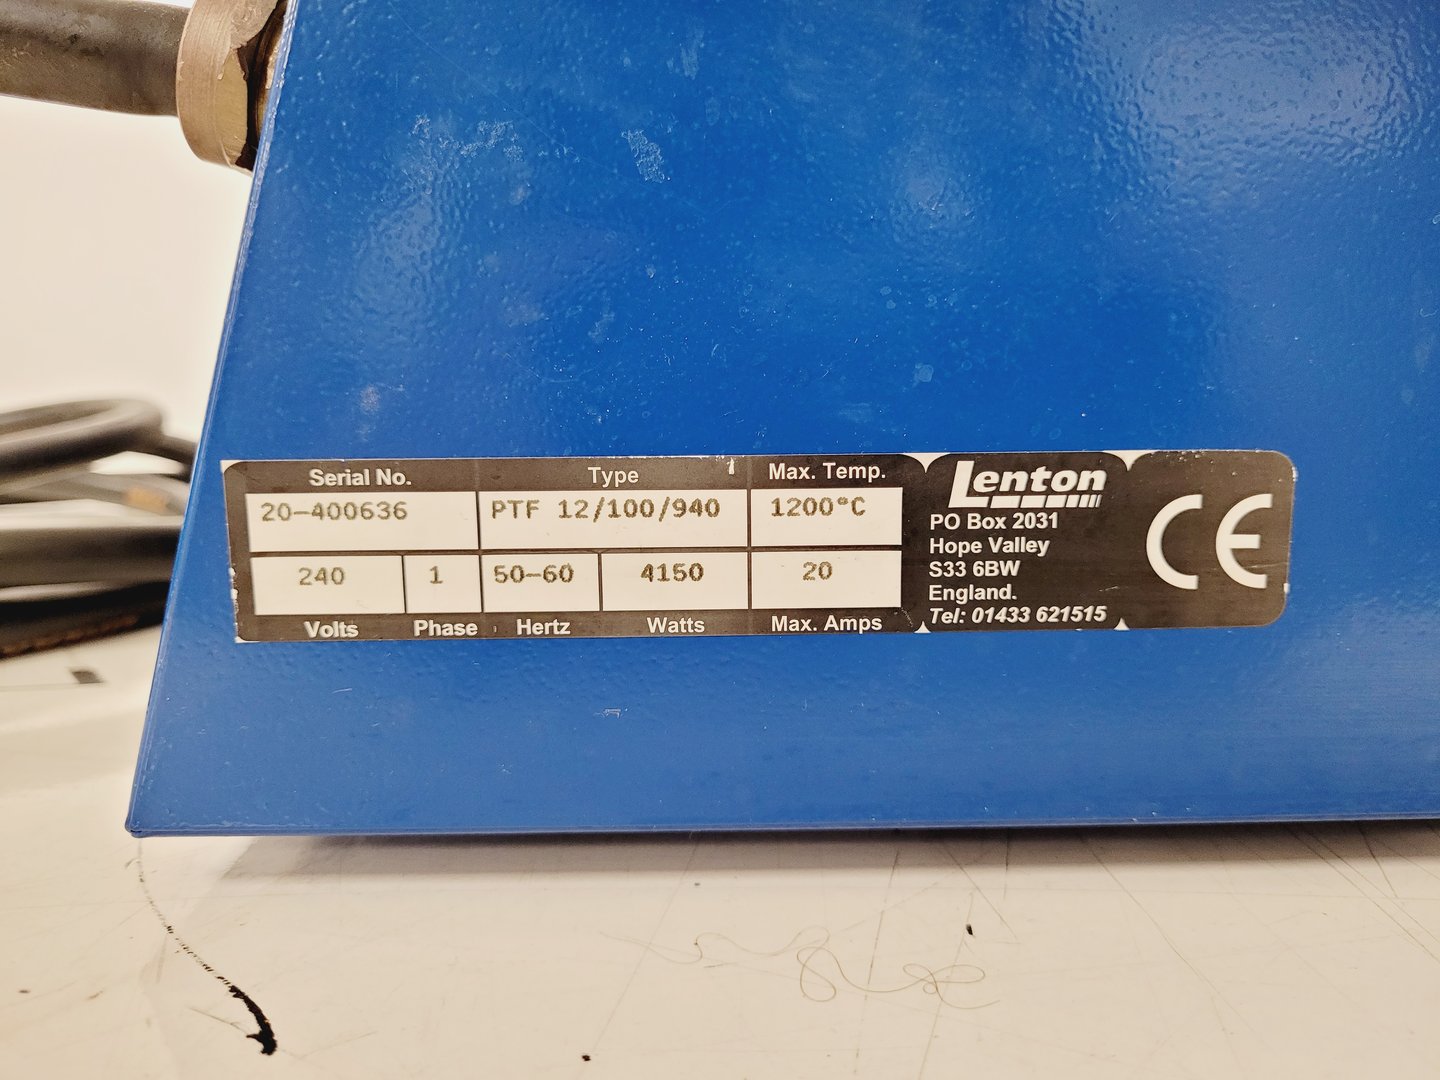 Serial No. Type Max. Temp.
20-400636 PTF 12/100/940 1200°C
240 1 50-60 4150 20
Volts Phase Hertz Watts Max. Amps
Lenton
PO Box 2031
Hope Valley
S33 6BW
England.
Tel: 01433 621515
CE